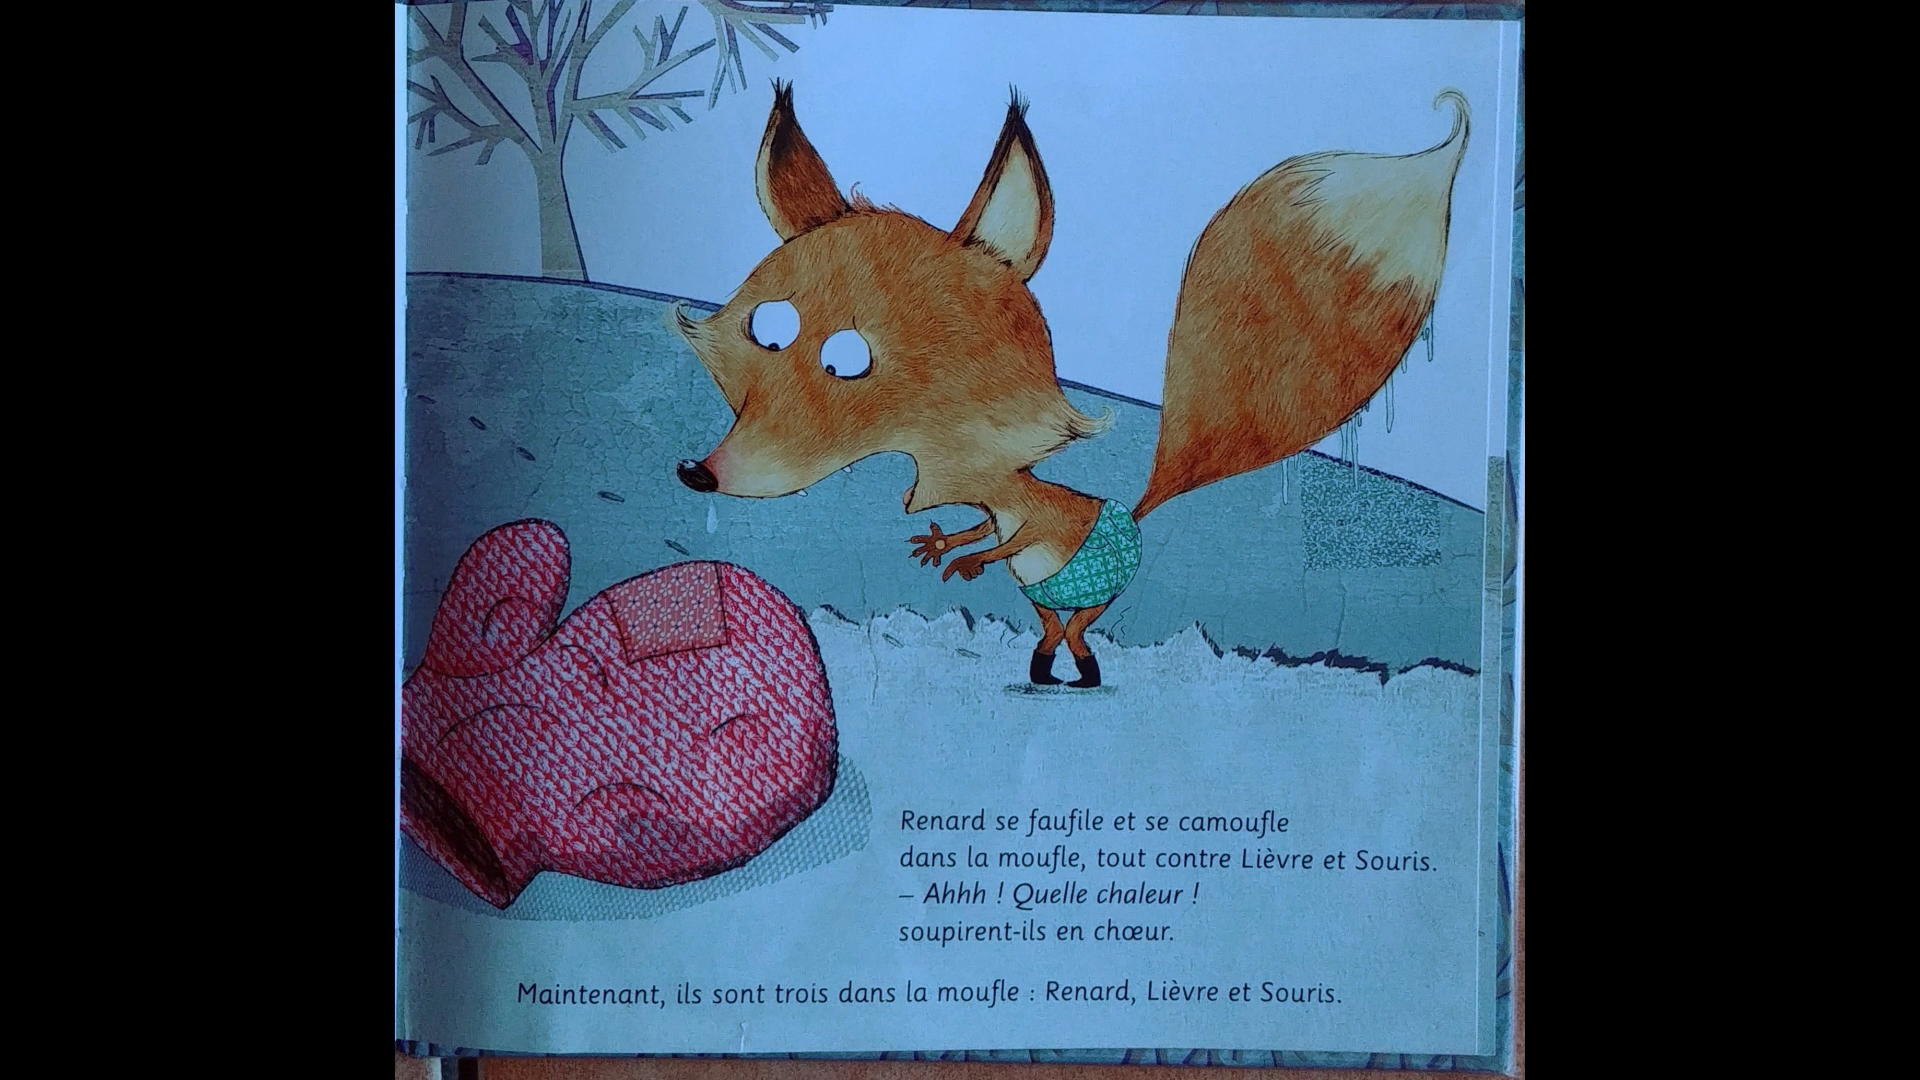 Renard se faufile et se camoufle
dans la moufle, tout contre Lièvre et Souris.
– Ahhh ! Quelle chaleur !
soupirent-ils en chœur.
Maintenant, ils sont trois dans la moufle : Renard, Lièvre et Souris.